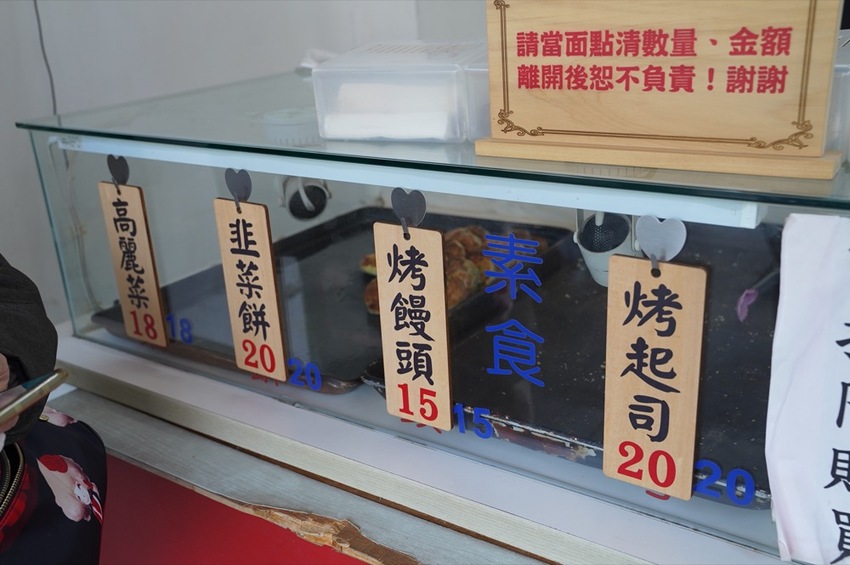 請當面點清數量、金額
離開後恕不負責！謝謝
高麗菜
18
18
韭菜餅
20
20
烤饅頭
15
15
素食
烤起司
20
20